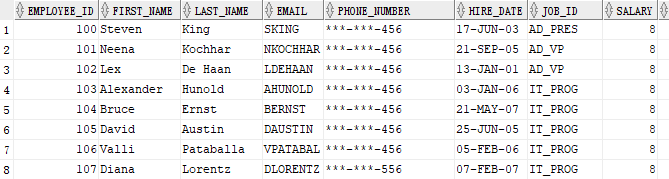 EMPLOYEE_ID FIRST_NAME LAST_NAME EMAIL PHONE_NUMBER HIRE_DATE JOB_ID SALARY
1 100 Steven King SKING ***-***-456 17-JUN-03 AD_PRES 8
2 101 Neena Kochhar NKOCHHAR ***-***-456 21-SEP-05 AD_VP 8
3 102 Lex De Haan LDEHAAN ***-***-456 13-JAN-01 AD_VP 8
4 103 Alexander Hunold AHUNOLD ***-***-456 03-JAN-06 IT_PROG 8
5 104 Bruce Ernst BERNST ***-***-456 21-MAY-07 IT_PROG 8
6 105 David Austin DAUSTIN ***-***-456 25-JUN-05 IT_PROG 8
7 106 Valli Pataballa VPATABAL ***-***-456 05-FEB-06 IT_PROG 8
8 107 Diana Lorentz DLORENTZ ***-***-556 07-FEB-07 IT_PROG 8